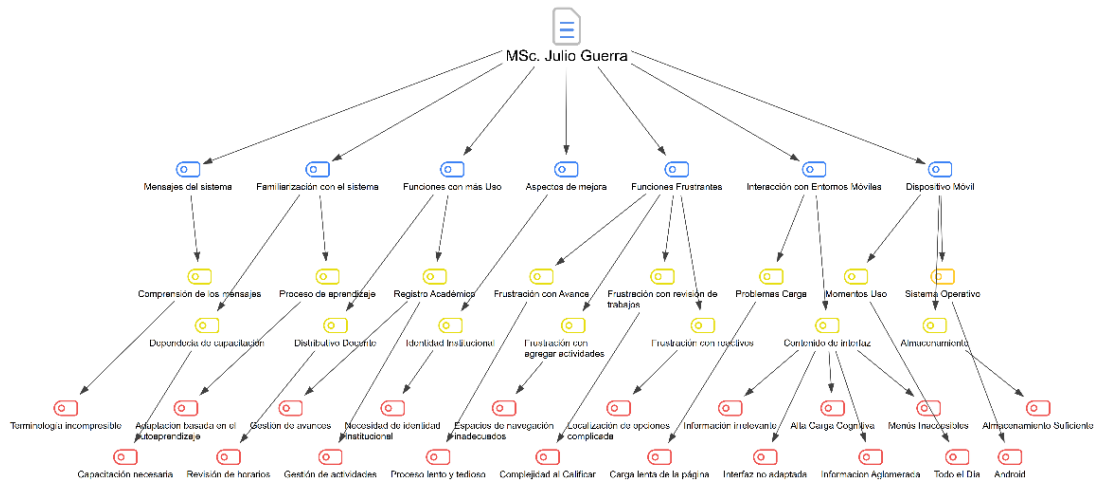 MSc. Julio Guerra
Mensajes del sistema
Familiarización con el sistema
Funciones con más Uso
Aspectos de mejora
Funciones Frustrantes
Interacción con Entornos Móviles
Dispositivo Móvil
Comprensión de los mensajes
Proceso de aprendizaje
Registro Académico
Frustración con Avance
Frustración con revisión de
trabajos
Problemas Carga
Momentos Uso
Sistema Operativo
Dependecia de capacitación
Distributivo Docente
Identidad Institucional
Frustración con
agregar actividades
Frustración con reactivos
Contenido de interfaz
Almacenamiento
Terminología incompresible
Adaptacion basada en el
autoaprendizaje
Gestión de avances
Necesidad de identidad
institucional
Espacios de navegación
inadecuados
Localización de opciones
complicada
Información irrelevante
Alta Carga Cognitiva
Menús Inaccesibles
Almacenamiento Suficiente
Capacitación necesaria
Revisión de horarios
Gestión de actividades
Proceso lento y tedioso
Complejidad al Calificar
Carga lenta de la página
Interfaz no adaptada
Informacion Aglomerada
Todo el Día
Android